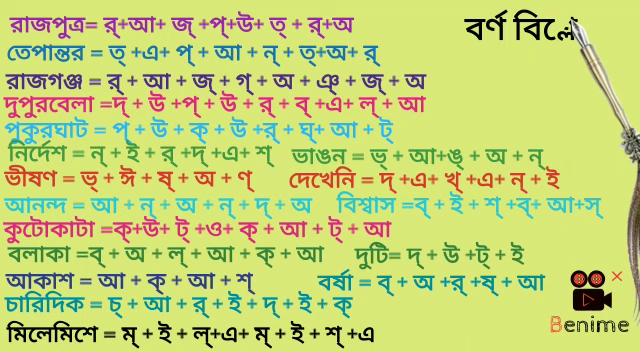 রাজপুত্র= র্+আ+ জ্ +প্+উ+ ত্ + র্+অ
বর্ণ
তেপান্তর = ত্ +এ+ প্ + আ + ন্ + ত্+অ+ র্
রাজগঞ্জ = র্ + আ + জ্ + গ্ + অ + ঞ্ + জ্ + অ
দুপুরবেলা =দ্ + উ +প্ + উ + র্ + ব্ +এ+ ল্ + আ
পুকুরঘাট = প্ + উ + ক্ + উ +র্ + ঘ্+ আ + ট্
নির্দেশ = ন্ + ই + র্ +দ্ +এ+ শ্
ভাঙন = ভ্ + আ+ঙ্ + অ + ন্
ভীষণ = ভ্ + ঈ + ষ্ + অ + ণ্
দেখেনি = দ্ +এ+ খ্ +এ+ ন্ + ই
আনন্দ = আ + ন্ + অ + ন্ + দ্ + অ
বিশ্বাস =ব্ + ই + শ্ +ব্+ আ+স্
কুটোকাটা =ক্+উ+ ট্ +ও+ ক্ + আ + ট্ + আ
বলাকা =ব্ + অ + ল্ + আ + ক্ + আ
দুটি= দ্ + উ +ট্ + ই
আকাশ = আ + ক্ + আ + শ্
বর্ষা = ব্ + অ +র্ +ষ্ + আ
চারিদিক = চ্ + আ + র্ + ই + দ্ + ই + ক্
মিলেমিশে = ম্ + ই + ল্+এ+ ম্ + ই + শ্ +এ
Benime